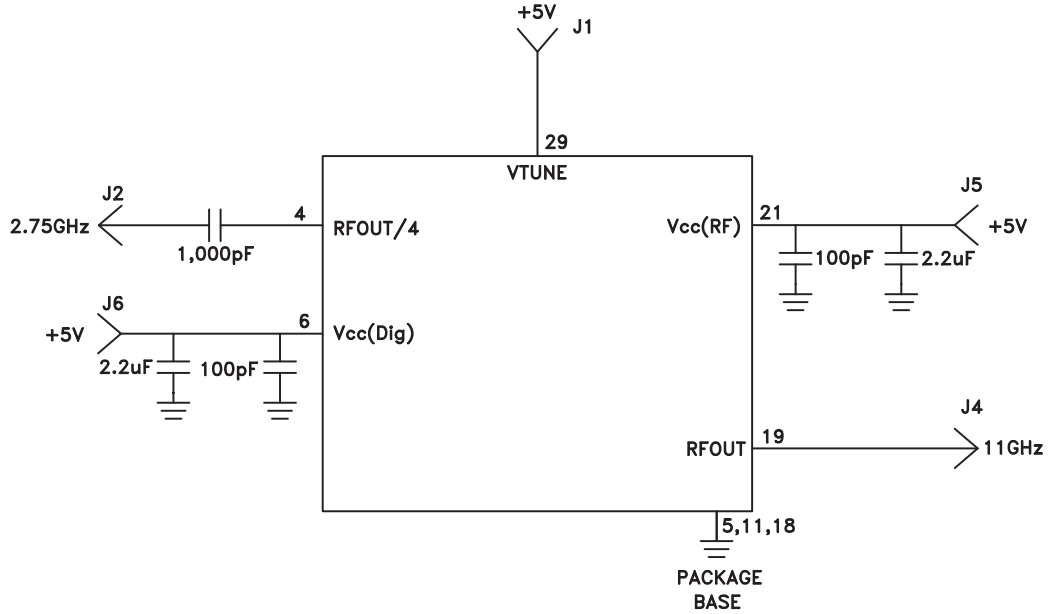 +5V
J1
29
VTUNE
J2
2.75GHz
1,000pF
4
RFOUT/4
Vcc(RF)
21
J5
+5V
100pF
2.2uF
J6
+5V
6
Vcc(Dig)
2.2uF
100pF
RFOUT
19
J4
11GHz
5,11,18
PACKAGE
BASE